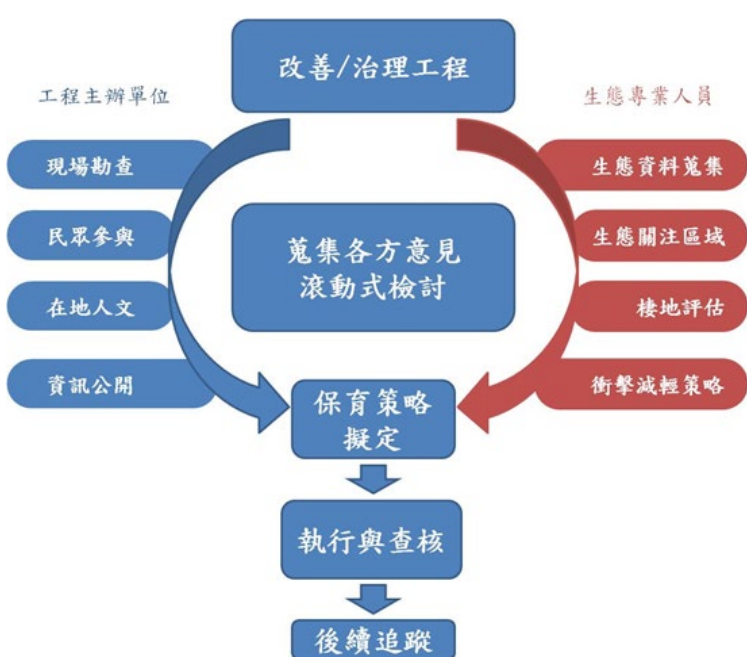 改善/治理工程
工程主辦單位
生態專業人員
現場勘查
民眾參與
在地人文
資訊公開
生態資料蒐集
生態關注區域
棲地評估
衝擊減輕策略
蒐集各方意見
滾動式檢討
保育策略
擬定
執行與查核
後續追蹤